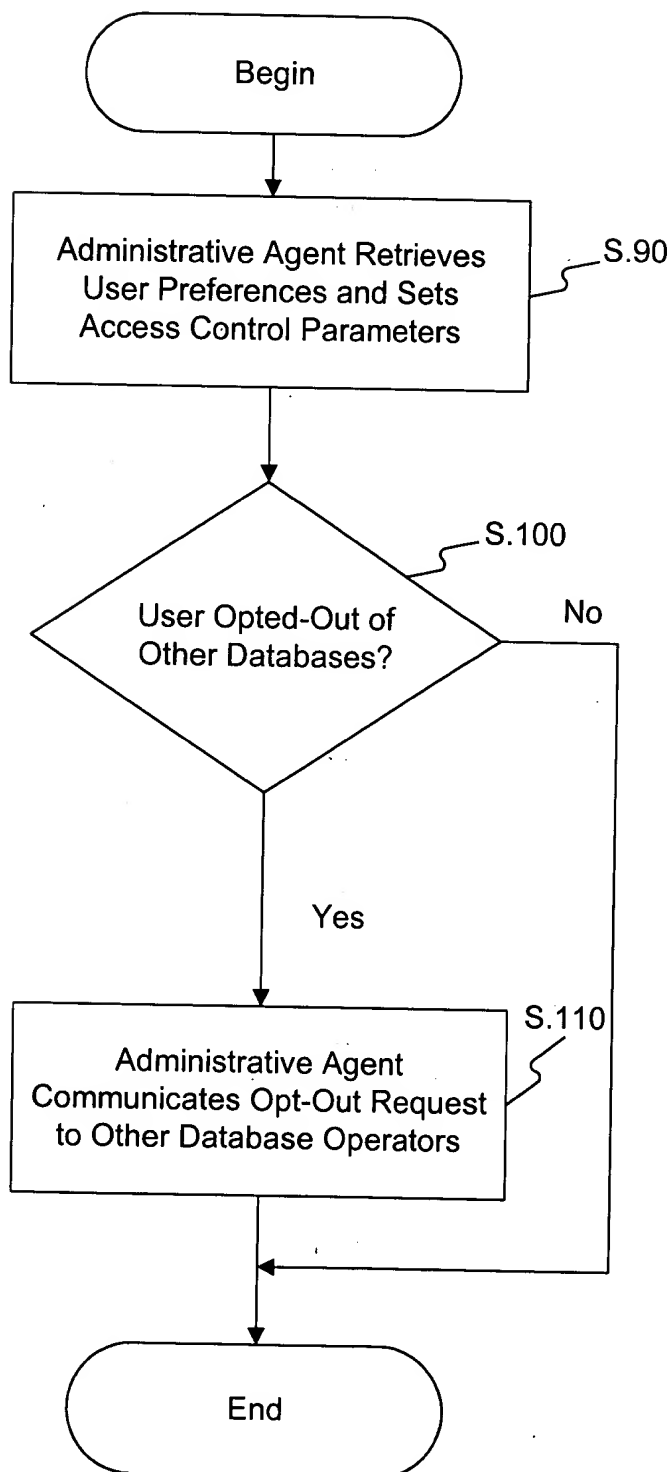 Begin
Administrative Agent Retrieves
User Preferences and Sets
Access Control Parameters
S.90
S.100
User Opted-Out of
Other Databases?
No
Yes
S.110
Administrative Agent
Communicates Opt-Out Request
to Other Database Operators
End